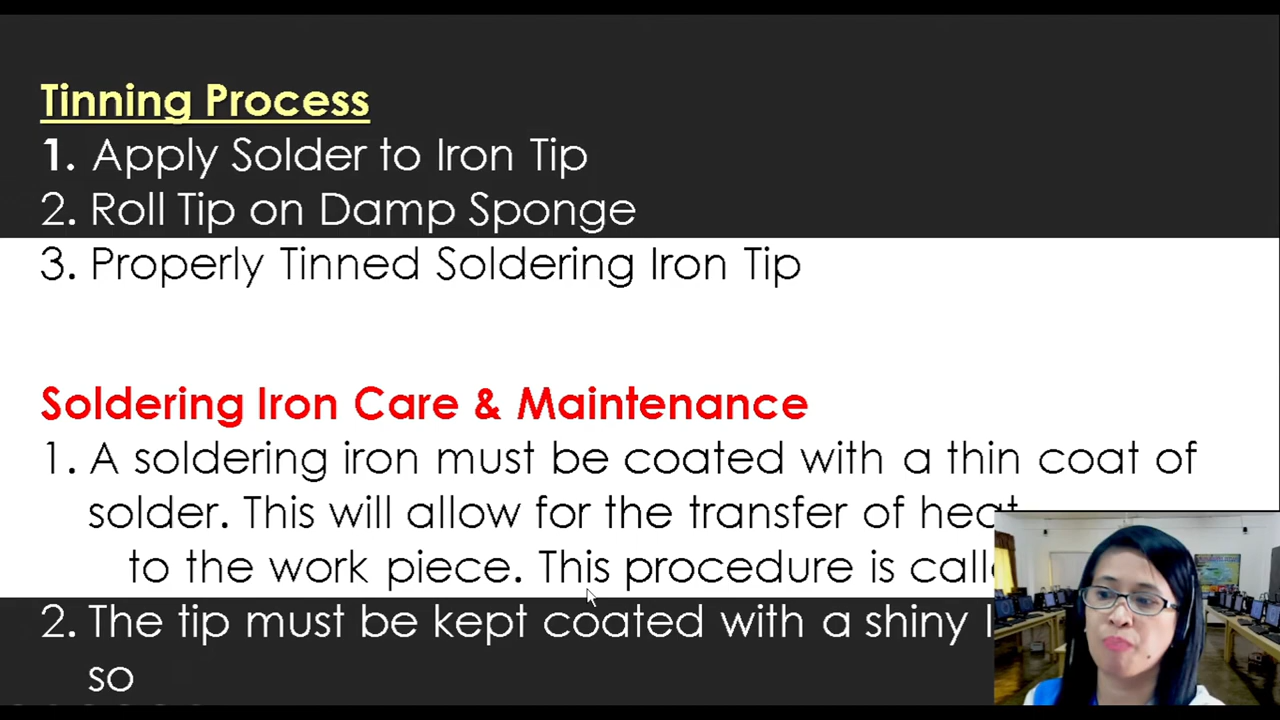 Tinning Process
1. Apply Solder to Iron Tip
2. Roll Tip on Damp Sponge
3. Properly Tinned Soldering Iron Tip
Soldering Iron Care & Maintenance
1. A soldering iron must be coated with a thin coat of
solder. This will allow for the transfer of heat
to the work piece. This procedure is
2. The tip must be kept coated with a shiny
so